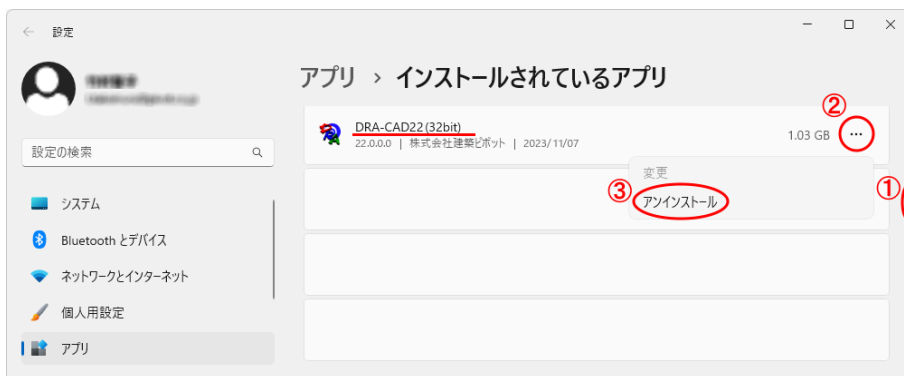 設定
アプリ › インストールされているアプリ
設定の検索
システム
Bluetooth とデバイス
ネットワークとインターネット
個人用設定
アプリ
DRA-CAD22(32bit)
22.0.0.0 | 株式会社建築ピボット | 2023/11/07
1.03 GB
②
変更
③
アンインストール
①